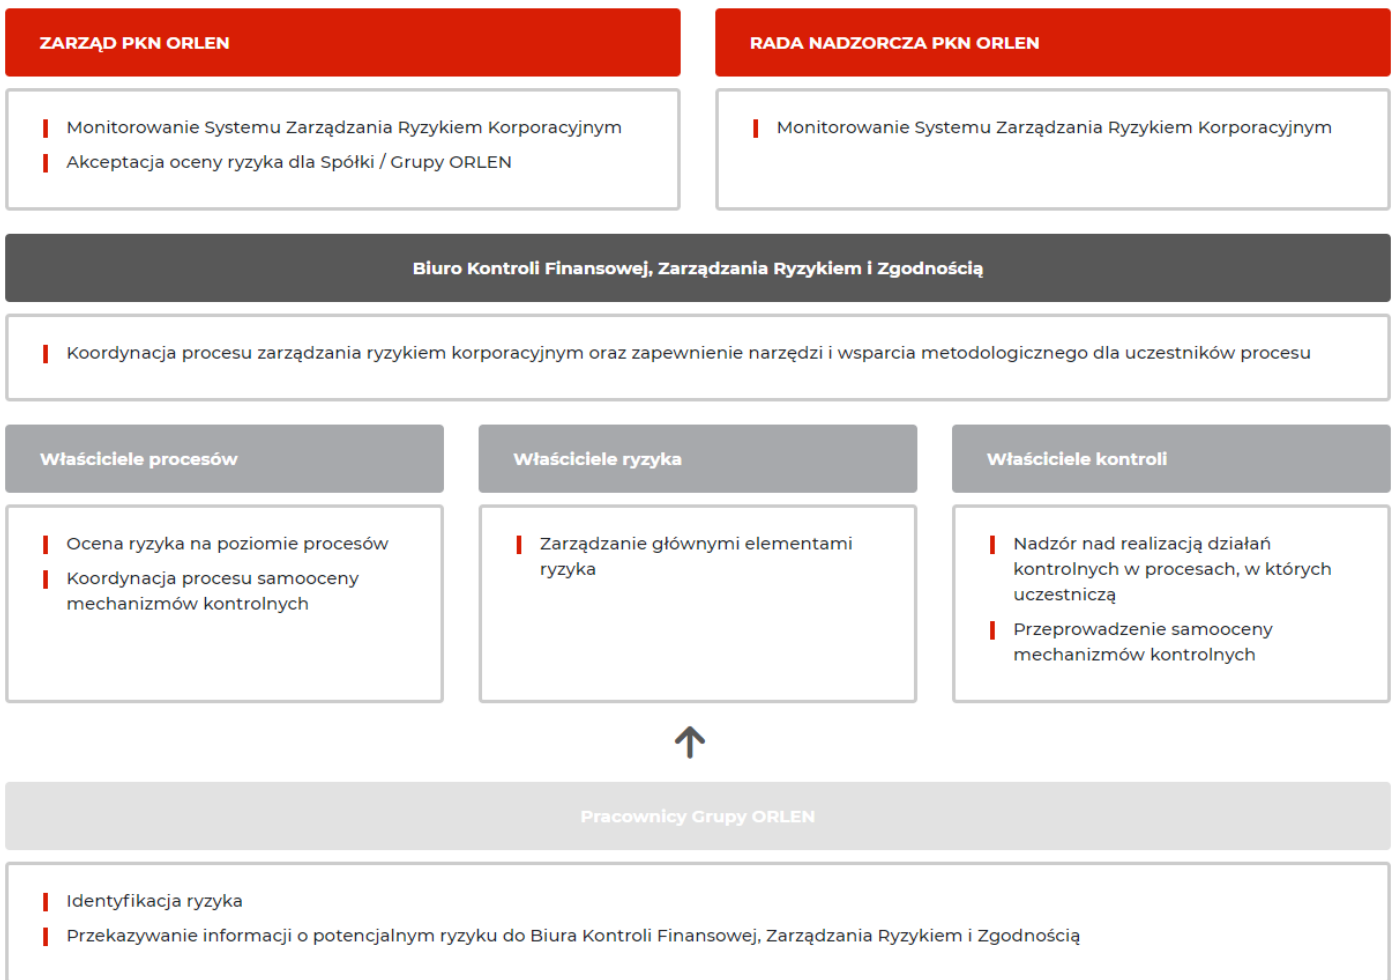 ZARZĄD PKN ORLEN
Monitorowanie Systemu Zarządzania Ryzykiem Korporacyjnym
Akceptacja oceny ryzyka dla Spółki / Grupy ORLEN
RADA NADZORCZA PKN ORLEN
Monitorowanie Systemu Zarządzania Ryzykiem Korporacyjnym
Biuro Kontroli Finansowej, Zarządzania Ryzykiem i Zgodnością
Koordynacja procesu zarządzania ryzykiem korporacyjnym oraz zapewnienie narzędzi i wsparcia metodologicznego dla uczestników procesu
Właściciele procesów
Ocena ryzyka na poziomie procesów
Koordynacja procesu samooceny
mechanizmów kontrolnych
Właściciele ryzyka
Zarządzanie głównymi elementami
ryzyka
Właściciele kontroli
Nadzór nad realizacją działań
kontrolnych w procesach, w których
uczestniczą
Przeprowadzenie samooceny
mechanizmów kontrolnych
Pracownicy Grupy ORLEN
Identyfikacja ryzyka
Przekazywanie informacji o potencjalnym ryzyku do Biura Kontroli Finansowej, Zarządzania Ryzykiem i Zgodnością